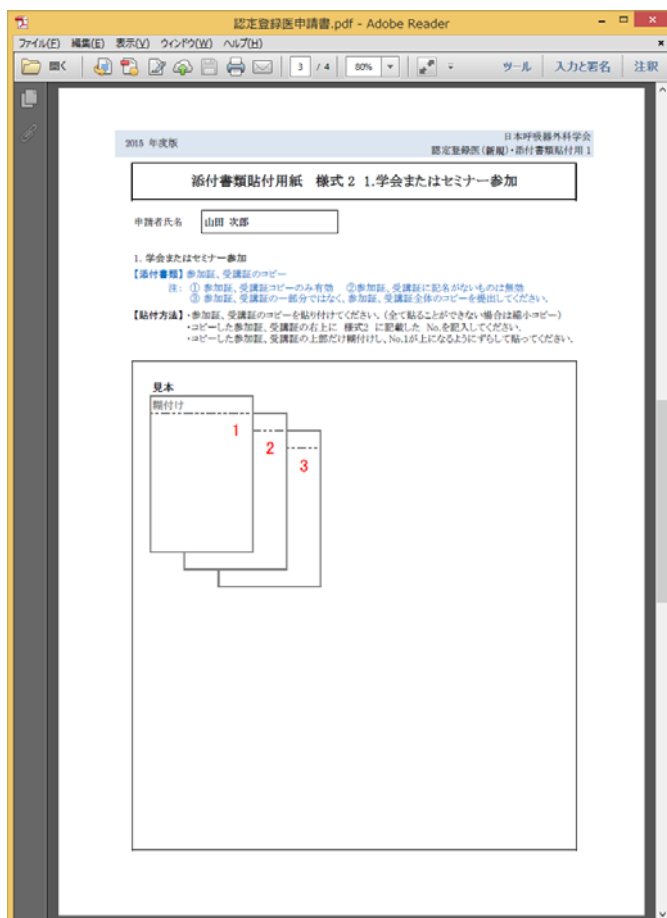 認定登録医申請書.pdf - Adobe Reader
ファイル(F) 編集(E) 表示(V) ウィンドウ(W) ヘルプ(H)
開く 3 / 4 80% ツール 入力と署名 注釈
2015 年度版
日本呼吸器外科学会
認定登録医(新規)・添付書類貼付用 1
添付書類貼付用紙 様式 2 1.学会またはセミナー参加
申請者氏名 山田 次郎
1. 学会またはセミナー参加
【添付書類】参加証、受講証のコピー
注: ① 参加証、受講証コピーのみ有効 ②参加証、受講証に記名がないものは無効
③ 参加証、受講証の一部分ではなく、参加証、受講証全体のコピーを提出してください。
【貼付方法】・参加証、受講証のコピーを貼り付けてください。(全て貼ることができない場合は縮小コピー)
・コピーした参加証、受講証の右上に 様式2 に記載した No.を記入してください。
・コピーした参加証、受講証の上部だけ糊付けし、No.1が上になるようにずらして貼ってください。
見本
糊付け
1
2
3